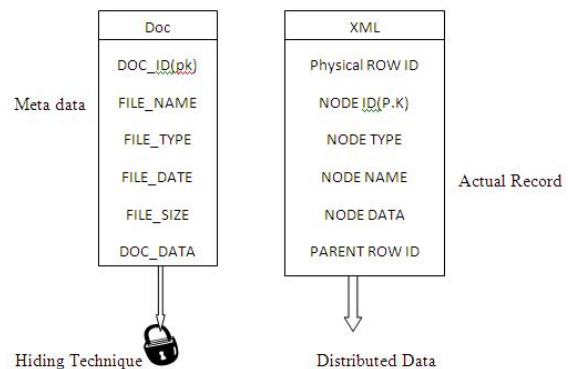 Doc
DOC_ID(pk)
FILE_NAME
FILE_TYPE
FILE_DATE
FILE_SIZE
DOC_DATA
Meta data
Hiding Technique
XML
Physical ROW ID
NODE ID(P.K)
NODE TYPE
NODE NAME
NODE DATA
PARENT ROW ID
Actual Record
Distributed Data